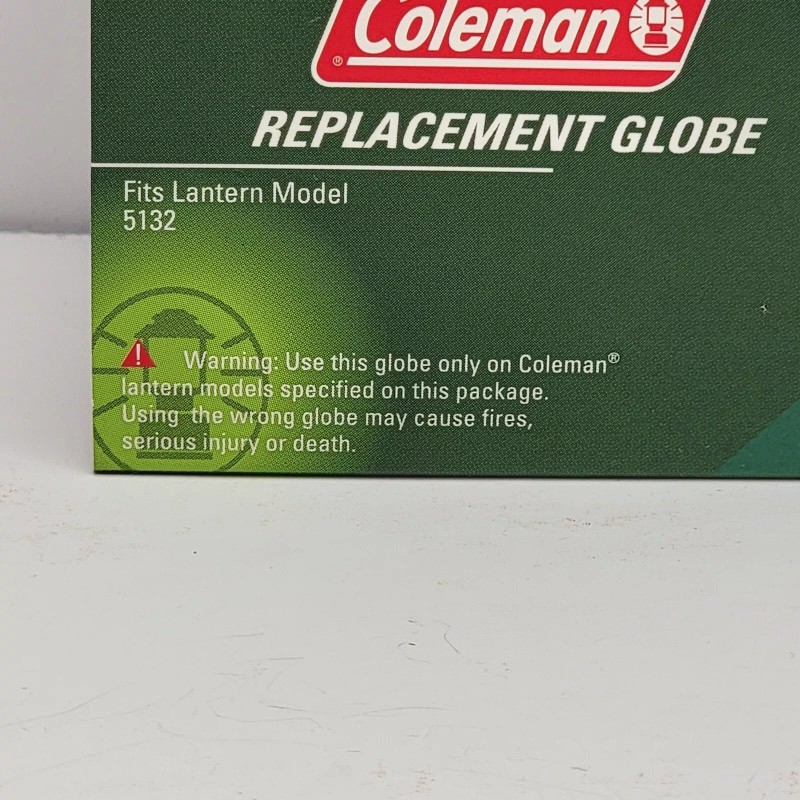 Coleman
®
REPLACEMENT GLOBE
Fits Lantern Model
5132
Warning: Use this globe only on Coleman®
lantern models specified on this package.
Using the wrong globe may cause fires,
serious injury or death.